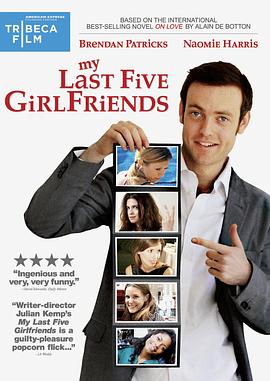 AMERICAN EXPRESS
TRIBECA
FILM
BASED ON THE INTERNATIONAL
BEST-SELLING NOVEL ON LOVE BY ALAIN DE BOTTON
BRENDAN PATRICKS
NAOMIE HARRIS
my
LAST FIVE
GIRLFRIENDS
★★★★
"Ingenious and
very, very funny."
"Writer-director
Julian Kemp's My
Last Five
Girlfriends is a
guilty-pleasure
popcorn flick..."